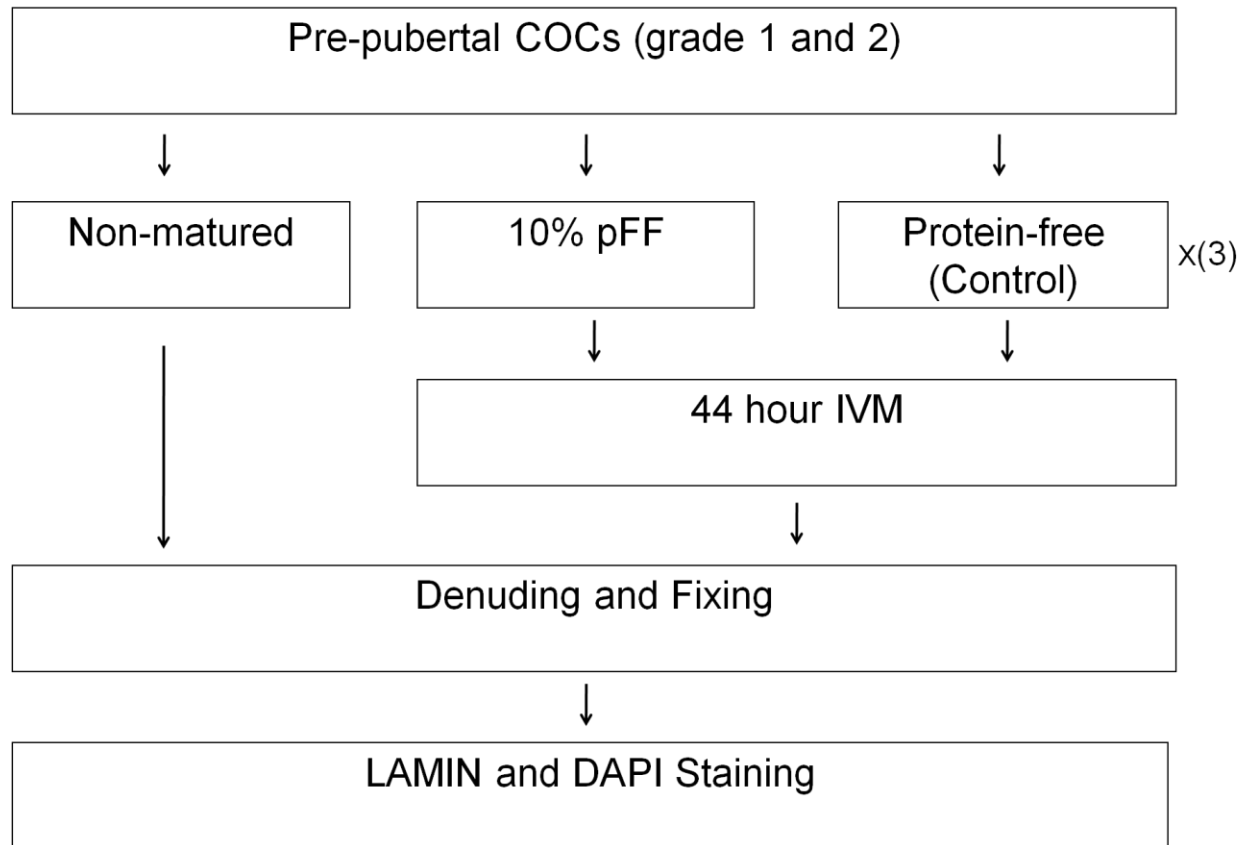 Pre-pubertal COCs (grade 1 and 2)
Non-matured
10% pFF
Protein-free
(Control)
x(3)
44 hour IVM
Denuding and Fixing
LAMIN and DAPI Staining